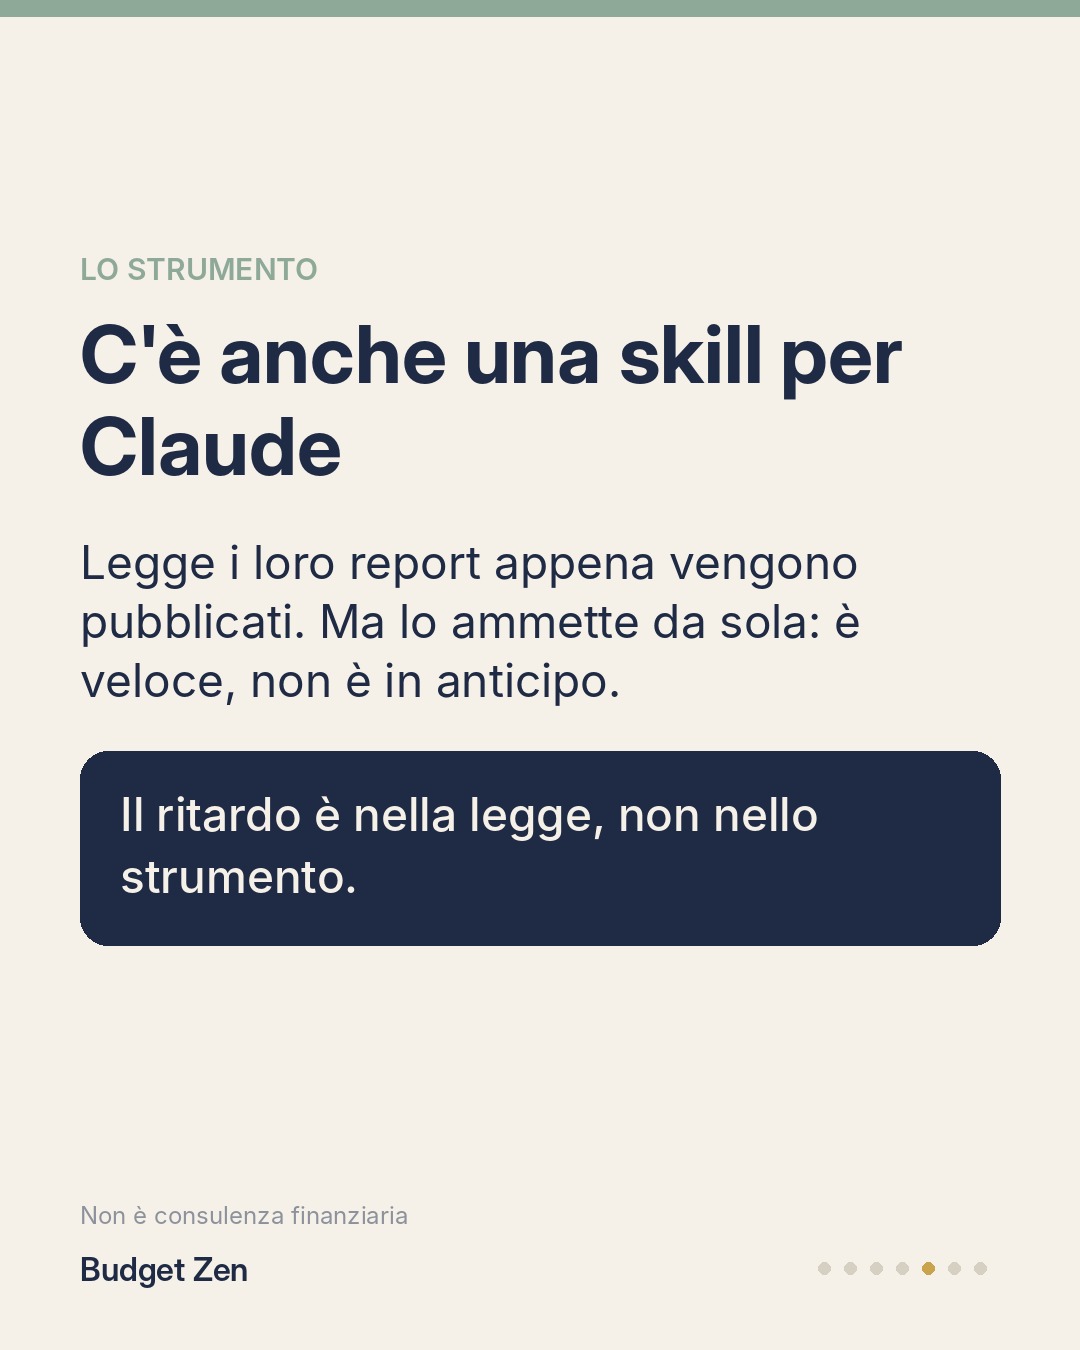 LO STRUMENTO
C'è anche una skill per
Claude
Legge i loro report appena vengono
pubblicati. Ma lo ammette da sola: è
veloce, non è in anticipo.
Il ritardo è nella legge, non nello
strumento.
Non è consulenza finanziaria
Budget Zen